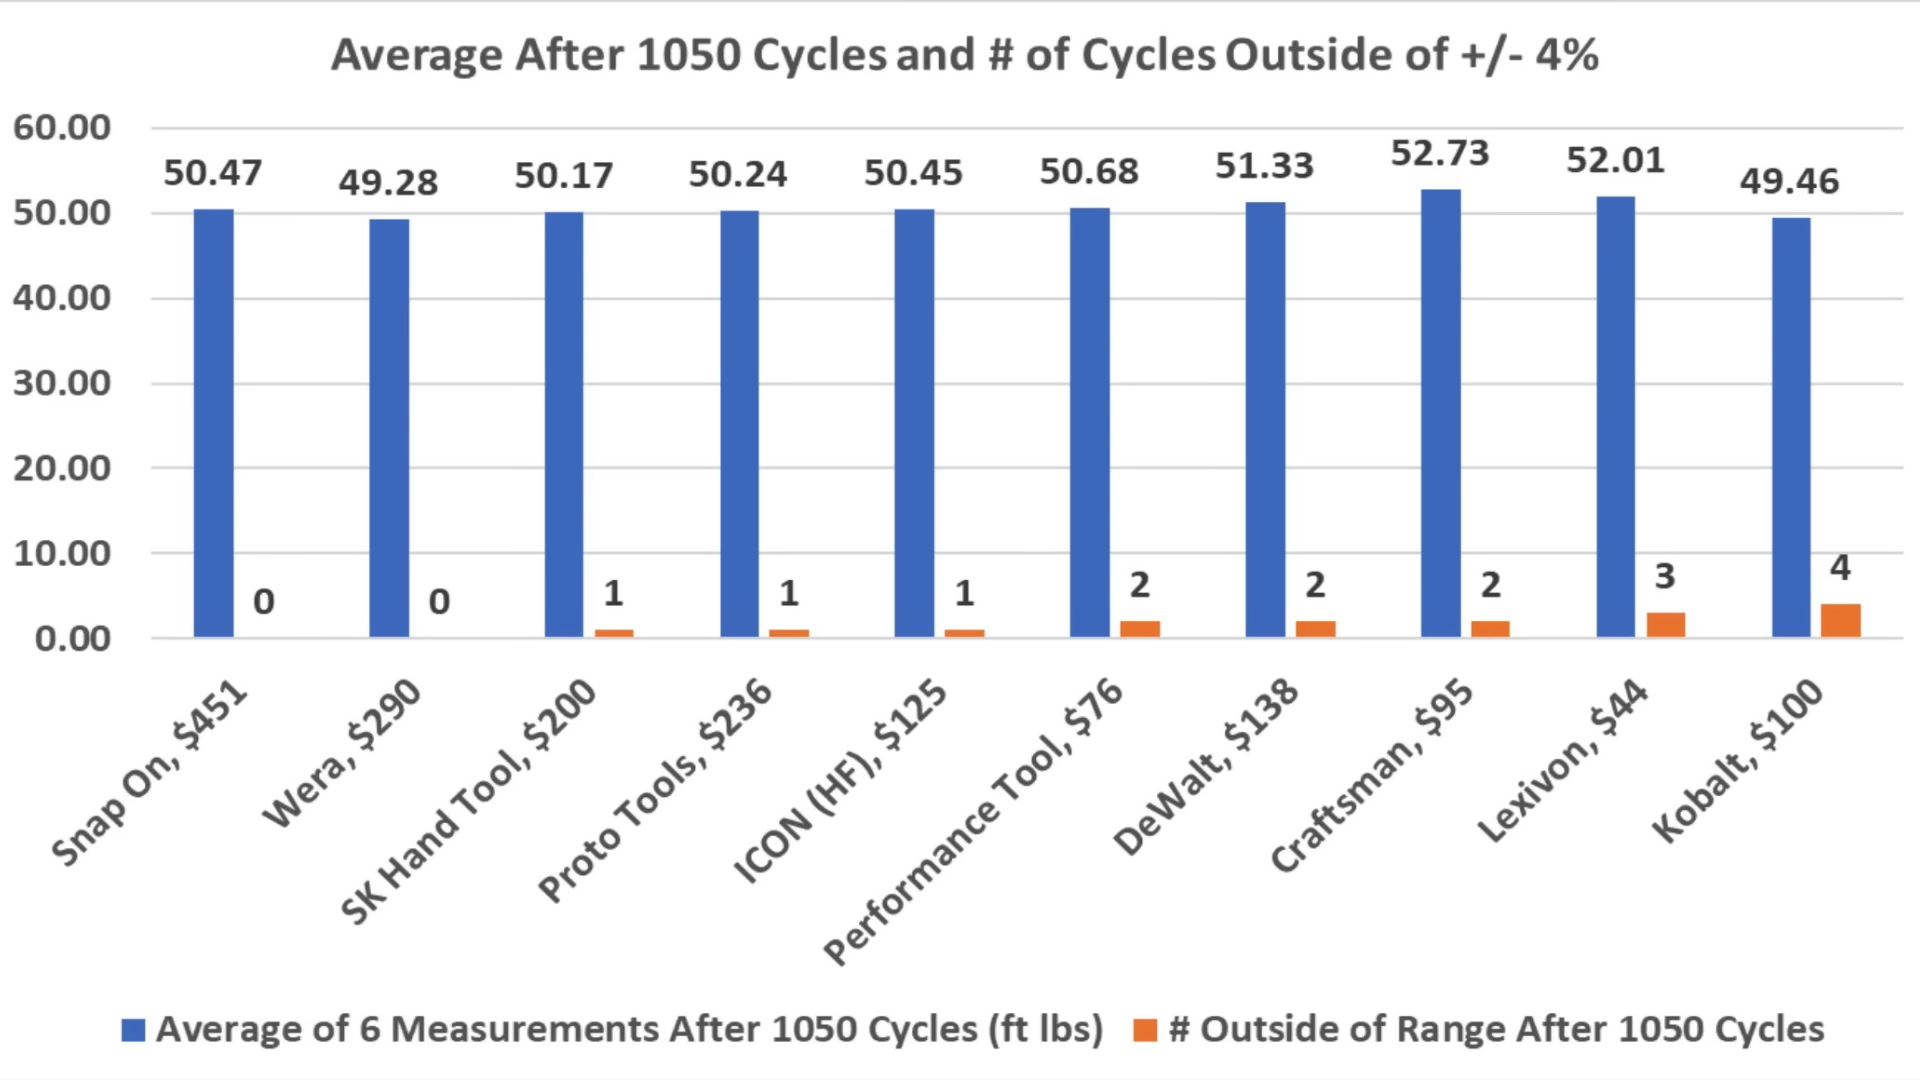 Average After 1050 Cycles and # of Cycles Outside of +/- 4%
60.00
50.00
40.00
30.00
20.00
10.00
0.00
50.47
49.28
50.17
50.24
50.45
50.68
51.33
52.73
52.01
49.46
0
0
1
1
1
2
2
2
3
4
Snap On, $451
Wera, $290
SK Hand Tool, $200
Proto Tools, $236
ICON (HF), $125
Performance Tool, $76
DeWalt, $138
Craftsman, $95
Lexivon, $44
Kobalt, $100
Average of 6 Measurements After 1050 Cycles (ft lbs)
# Outside of Range After 1050 Cycles